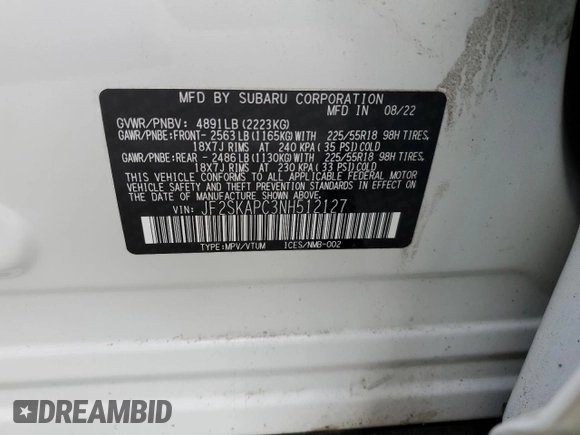 MFD BY SUBARU CORPORATION
MFD IN 08/22
GVWR/PNBV: 4891LB(2223KG)
GAWR/PNBE:FRONT- 2563LB(1165KG)WITH 225/55R18 98H TIRES,
18X7J RIMS AT 240 KPA( 35 PSI)COLD
GAWR/PNBE:REAR - 2486LB(1130KG)WITH 225/55R18 98H TIRES,
18X7J RIMS AT 230 KPA( 33 PSI)COLD
THIS VEHICLE CONFORMS TO ALL APPLICABLE FEDERAL MOTOR
VEHICLE SAFETY AND THEFT PREVENTION STANDARDS IN EFFECT ON
THE DATE OF MANUFACTURE SHOWN ABOVE.
VIN: JF2SKAPC3NH512127
TYPE:MPV/VTUM ICES/NMB-002
DREAMBID